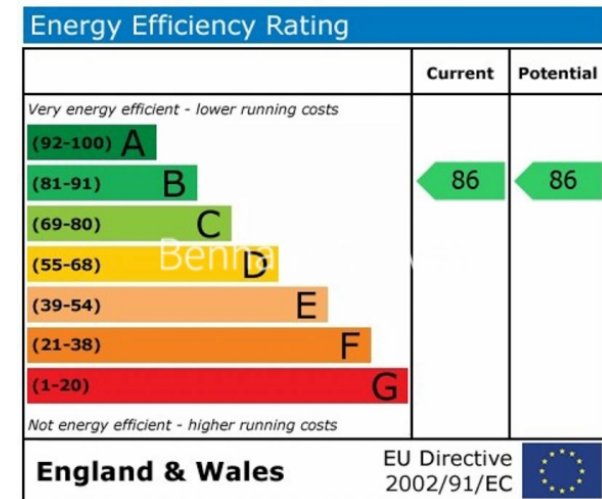 Energy Efficiency Rating
Current Potential
Very energy efficient - lower running costs
(92-100) A
(81-91) B 86 86
(69-80) C
(55-68) D
(39-54) E
(21-38) F
(1-20) G
Not energy efficient - higher running costs
England & Wales
EU Directive
2002/91/EC